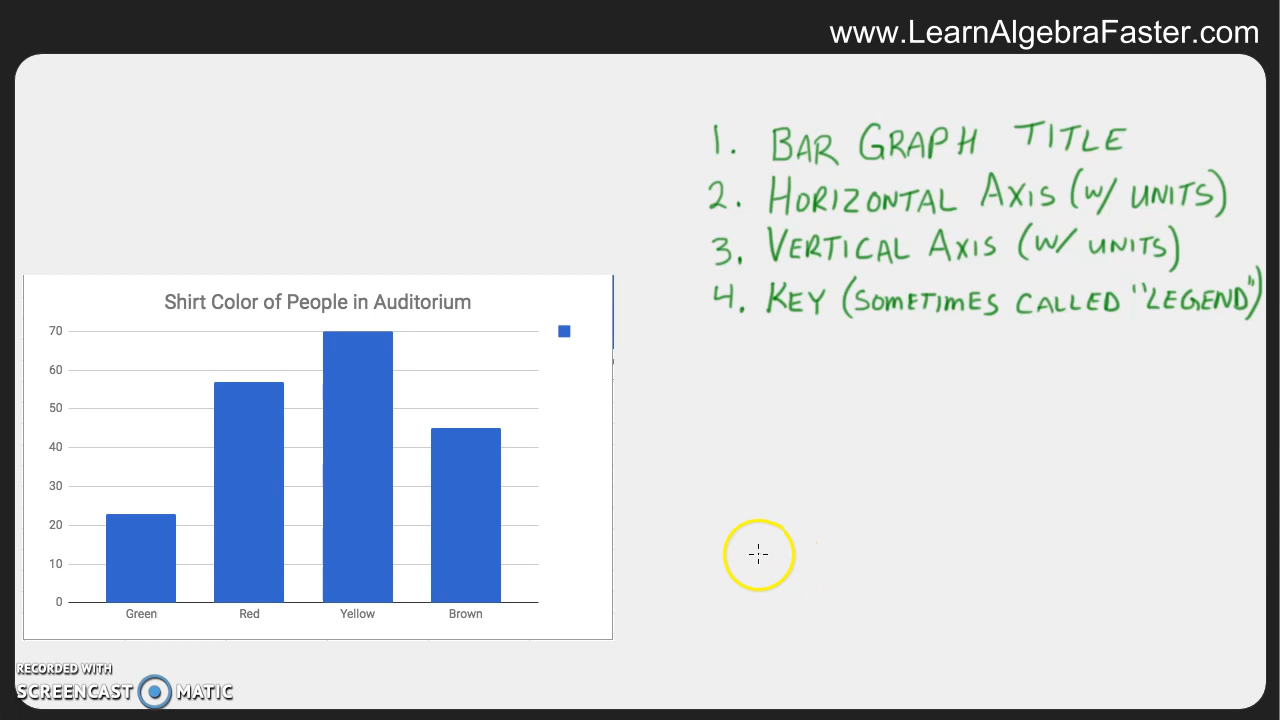 www.LearnAlgebraFaster.com
1. BAR GRAPH TITLE
2. HORIZONTAL AXIS (W/ UNITS)
3. VERTICAL AXIS (W/ UNITS)
4. KEY (SOMETIMES CALLED "LEGEND")
Shirt Color of People in Auditorium
70
60
50
40
30
20
10
0
Green Red Yellow Brown
RECORDED WITH
SCREENCAST MATIC